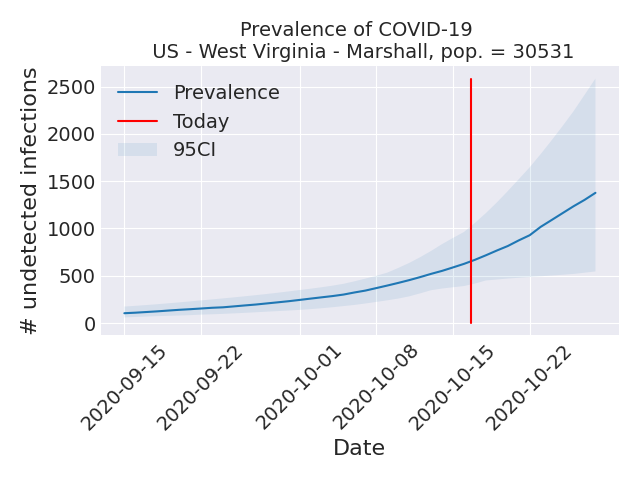 Prevalence of COVID-19
US - West Virginia - Marshall, pop. = 30531
# undetected infections
2500
2000
1500
1000
500
0
Prevalence
Today
95CI
2020-09-15
2020-09-22
2020-10-01
2020-10-08
2020-10-15
2020-10-22
Date